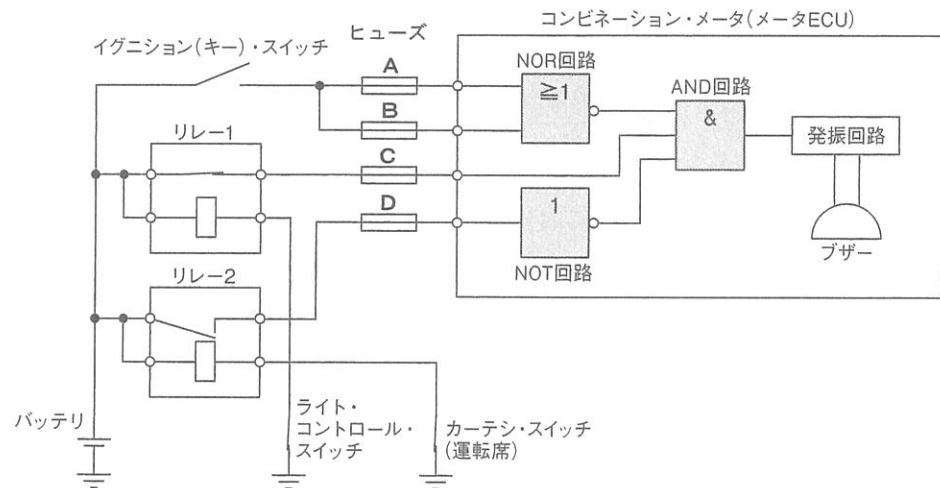 コンビネーション・メータ(メータECU)
イグニション(キー)・スイッチ
ヒューズ
A
B
C
D
NOR回路
≧1
AND回路
&
発振回路
ブザー
1
NOT回路
リレー1
リレー2
バッテリ
ライト・
コントロール・
スイッチ
カーテシ・スイッチ
(運転席)